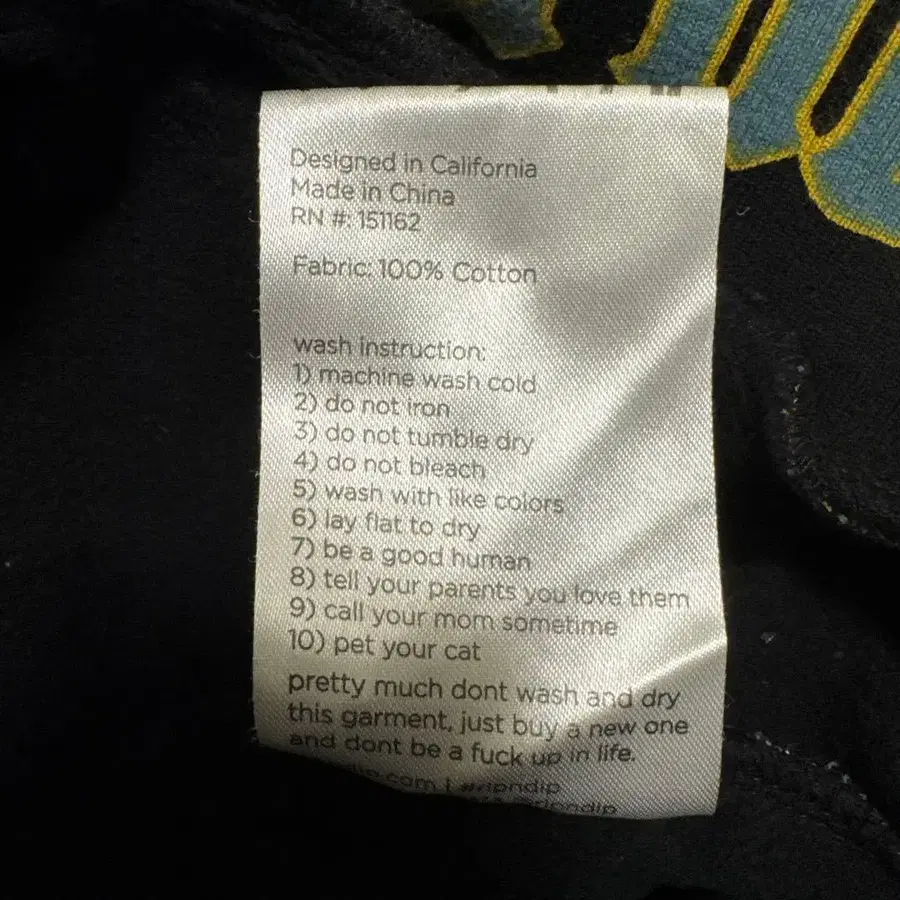 Designed in California
Made in China
RN #: 151162
Fabric: 100% Cotton
wash instruction:
1) machine wash cold
2) do not iron
3) do not tumble dry
4) do not bleach
5) wash with like colors
6) lay flat to dry
7) be a good human
8) tell your parents you love them
9) call your mom sometime
10) pet your cat
pretty much dont wash and dry
this garment, just buy a new one
and dont be a fuck up in life.
.com | #ripndip
@ripndip